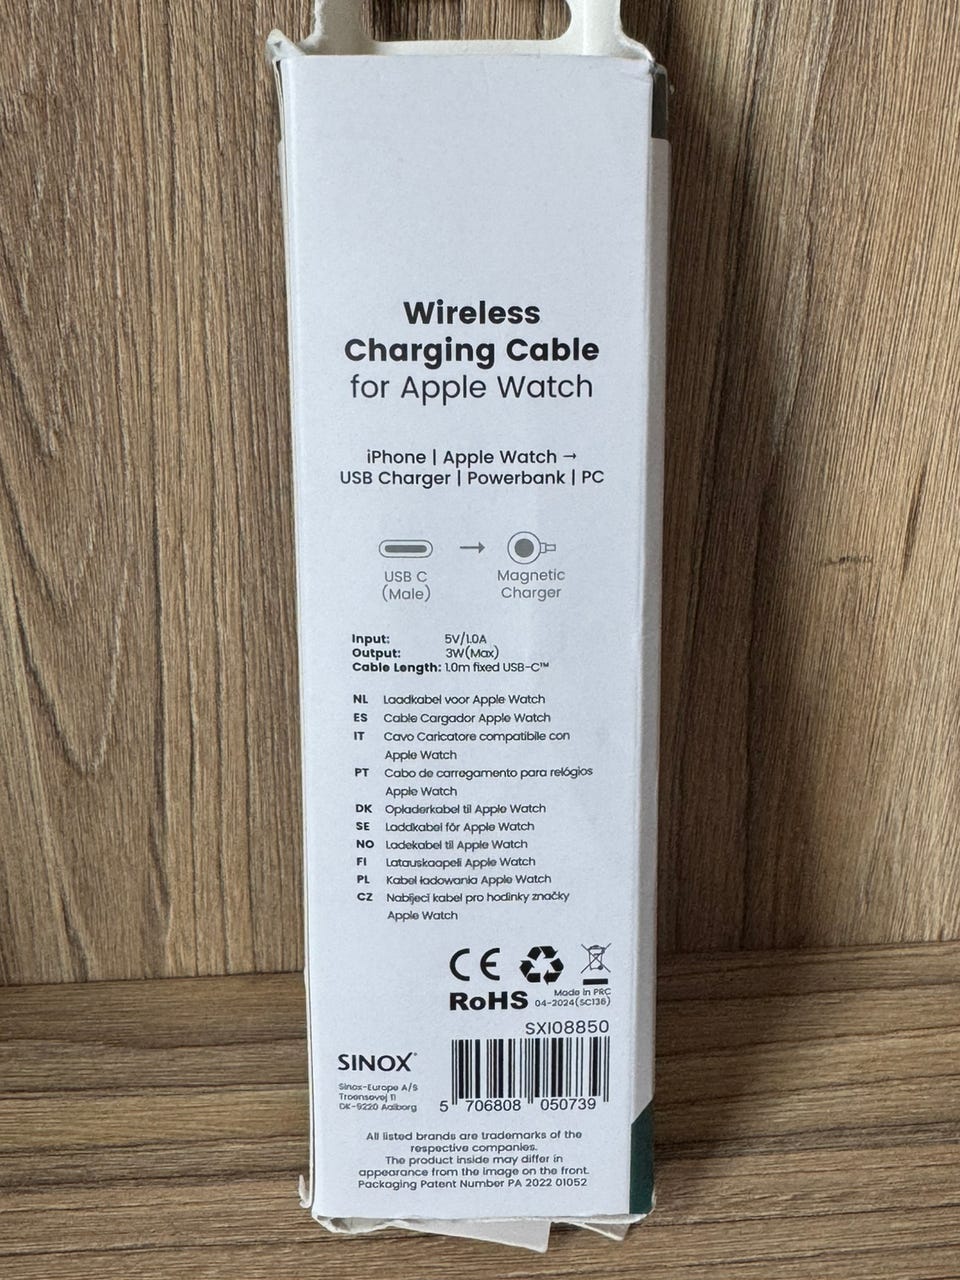 Wireless
Charging Cable
for Apple Watch
iPhone | Apple Watch →
USB Charger | Powerbank | PC
USB C
(Male)
→
Magnetic
Charger
Input: 5V/1.0A
Output: 3W(Max)
Cable Length: 1.0m fixed USB-C™
NL Laadkabel voor Apple Watch
ES Cable Cargador Apple Watch
IT Cavo Caricatore compatibile con
Apple Watch
PT Cabo de carregamento para relógios
Apple Watch
DK Opladerkabel til Apple Watch
SE Laddkabel för Apple Watch
NO Ladekabel til Apple Watch
FI Latauskaapeli Apple Watch
PL Kabel ładowania Apple Watch
CZ Nabíjecí kabel pro hodinky značky
Apple Watch
CE
RoHS
Made in PRC
04-2024(SC136)
SXI08850
SINOX®
Sinox-Europe A/S
Troensevej 11
DK-9220 Aalborg
5 706808 050739
All listed brands are trademarks of the
respective companies.
The product inside may differ in
appearance from the image on the front.
Packaging Patent Number PA 2022 01052